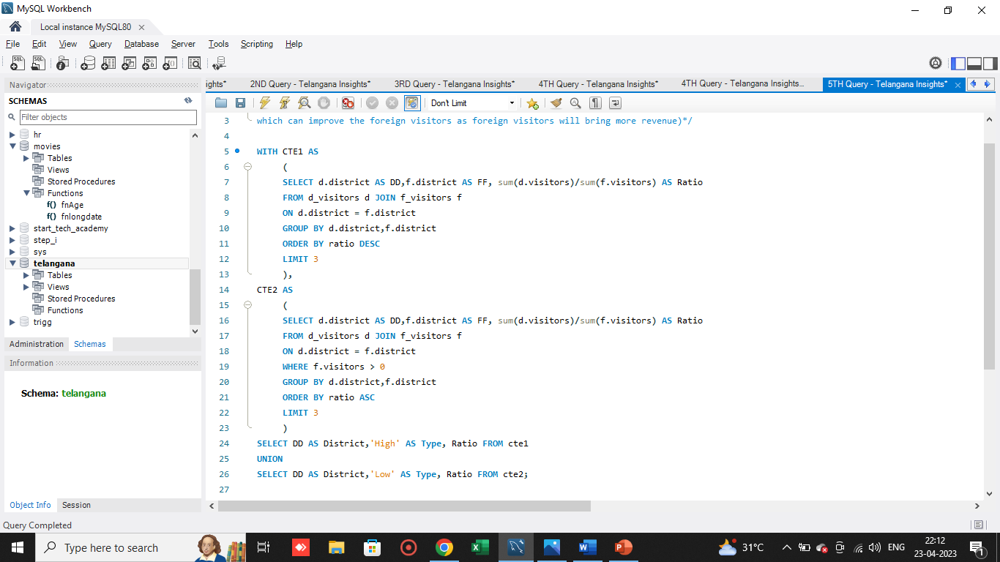 MySQL Workbench
Local instance MySQL80
File Edit View Query Database Server Tools Scripting Help
Navigator
SCHEMAS
Filter objects
hr
movies
Tables
Views
Stored Procedures
Functions
f() fnAge
f() fnlongdate
start_tech_academy
step_i
sys
telangana
Tables
Views
Stored Procedures
Functions
trigg
Administration Schemas
Information
Schema: telangana
Object Info Session
ights* 2ND Query - Telangana Insights* 3RD Query - Telangana Insights* 4TH Query - Telangana Insights* 4TH Query - Telangana Insights... 5TH Query - Telangana Insights*
Don't Limit
3 which can improve the foreign visitors as foreign visitors will bring more revenue)*/
4
5 WITH CTE1 AS
6 (
7 SELECT d.district AS DD,f.district AS FF, sum(d.visitors)/sum(f.visitors) AS Ratio
8 FROM d_visitors d JOIN f_visitors f
9 ON d.district = f.district
10 GROUP BY d.district,f.district
11 ORDER BY ratio DESC
12 LIMIT 3
13 ),
14 CTE2 AS
15 (
16 SELECT d.district AS DD,f.district AS FF, sum(d.visitors)/sum(f.visitors) AS Ratio
17 FROM d_visitors d JOIN f_visitors f
18 ON d.district = f.district
19 WHERE f.visitors > 0
20 GROUP BY d.district,f.district
21 ORDER BY ratio ASC
22 LIMIT 3
23 )
24 SELECT DD AS District,'High' AS Type, Ratio FROM cte1
25 UNION
26 SELECT DD AS District,'Low' AS Type, Ratio FROM cte2;
27
Query Completed
Type here to search
31°C
ENG
22:12
23-04-2023
1